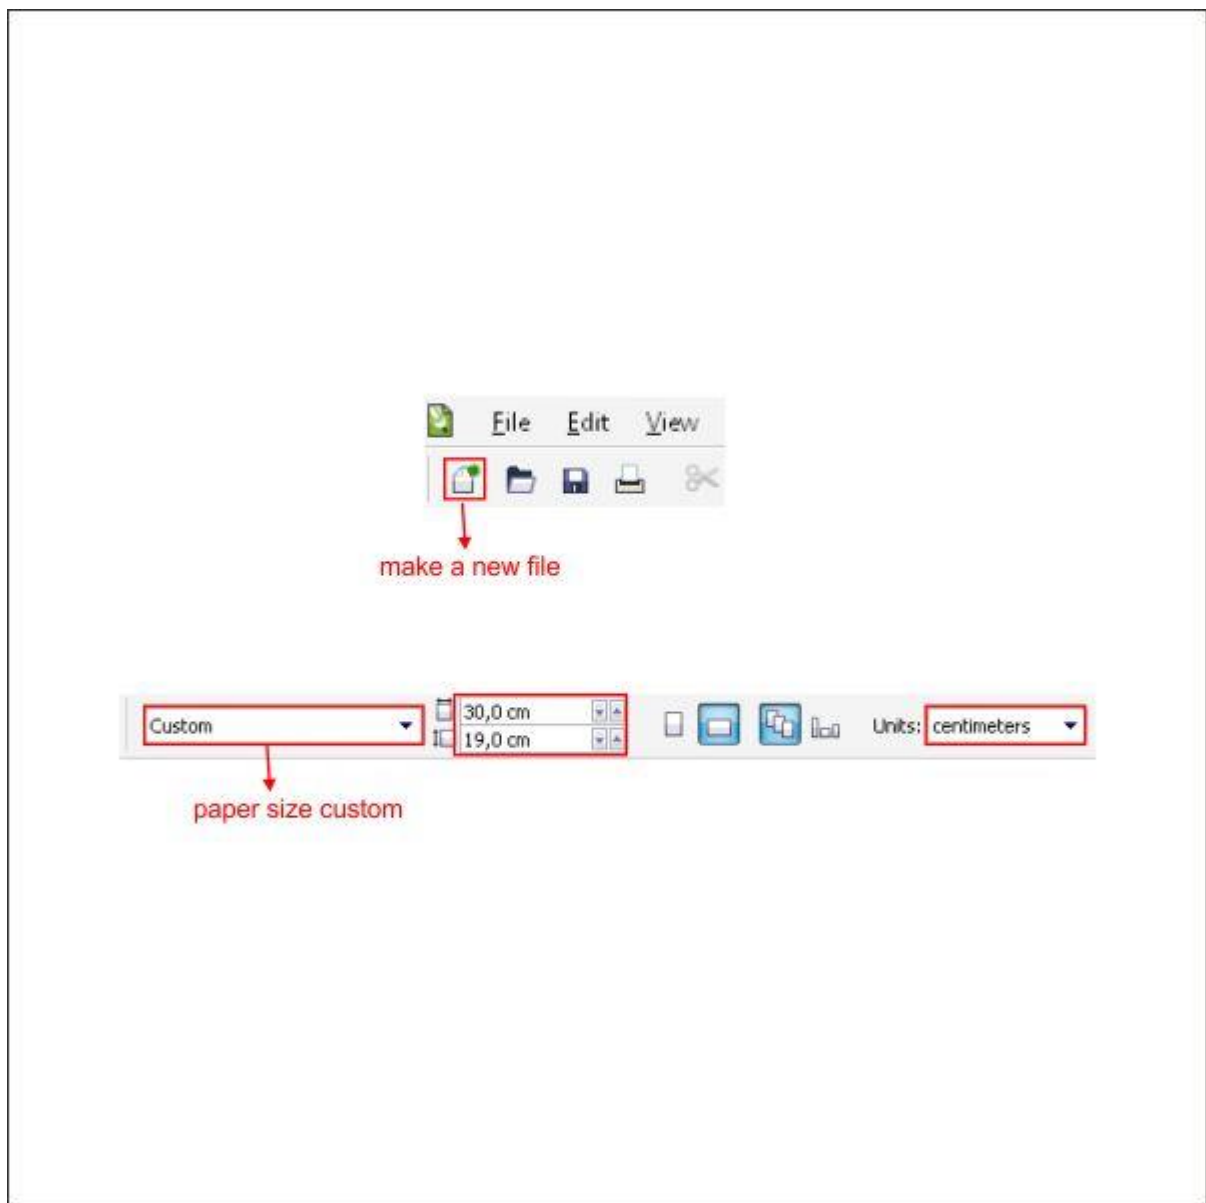 File Edit View
make a new file
Custom
30,0 cm
19,0 cm
Units: centimeters
paper size custom